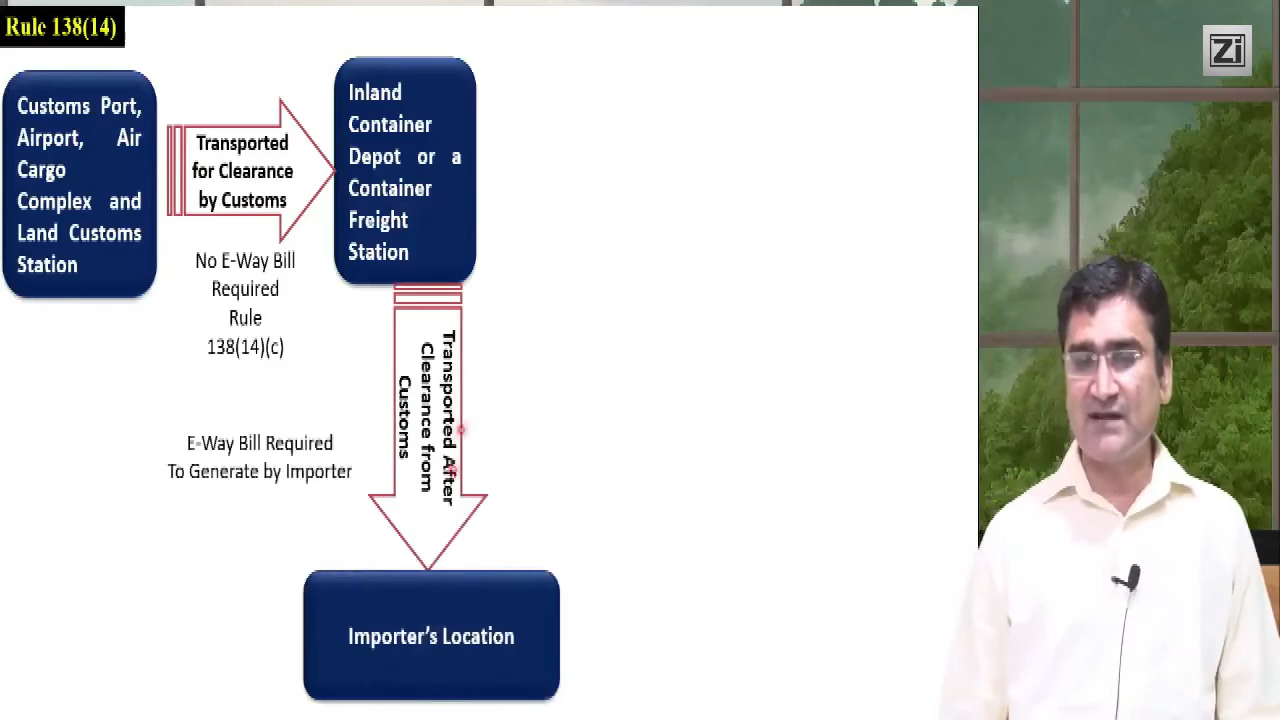 Rule 138(14)
Zi
Customs Port,
Airport, Air
Cargo
Complex and
Land Customs
Station
Transported
for Clearance
by Customs
Inland
Container
Depot or a
Container
Freight
Station
No E-Way Bill
Required
Rule
138(14)(c)
Transported After
Clearance from
Customs
E-Way Bill Required
To Generate by Importer
Importer's Location